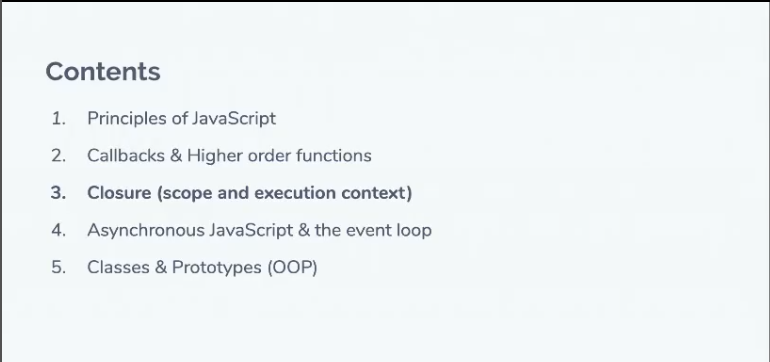 Contents
1. Principles of JavaScript
2. Callbacks & Higher order functions
3. Closure (scope and execution context)
4. Asynchronous JavaScript & the event loop
5. Classes & Prototypes (OOP)